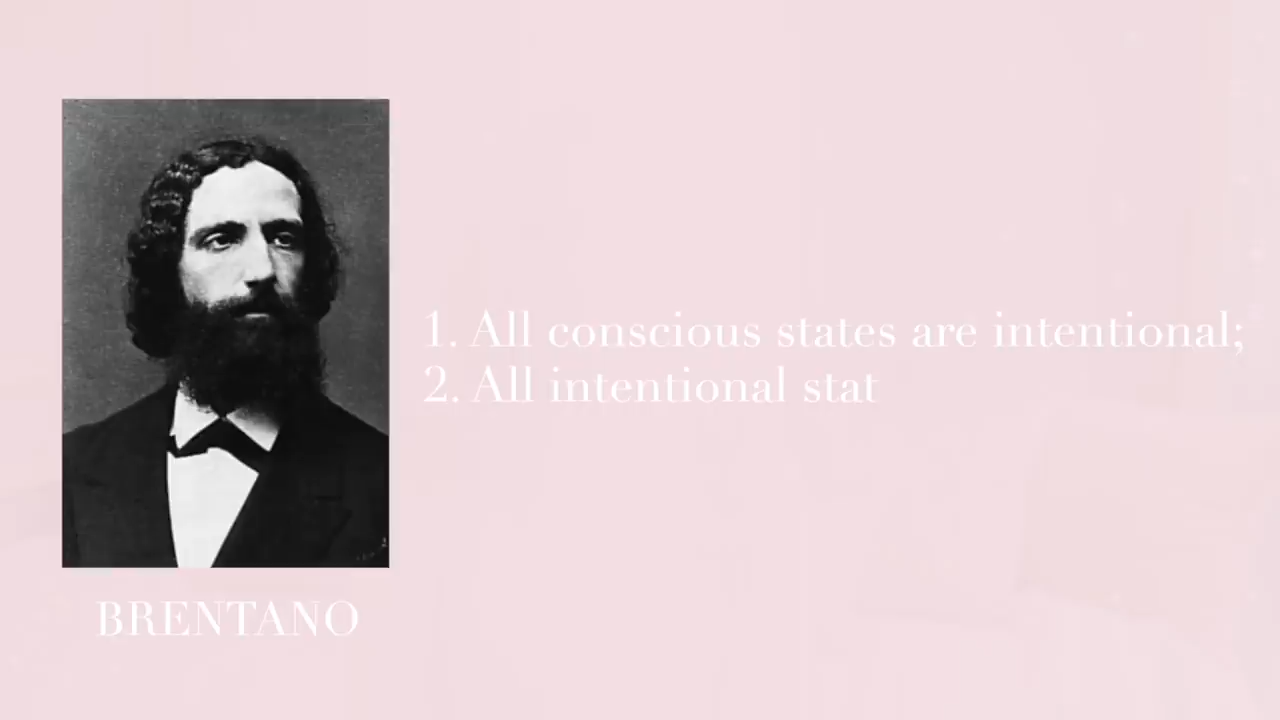 1. All conscious states are intentional;
2. All intentional stat
BRENTANO